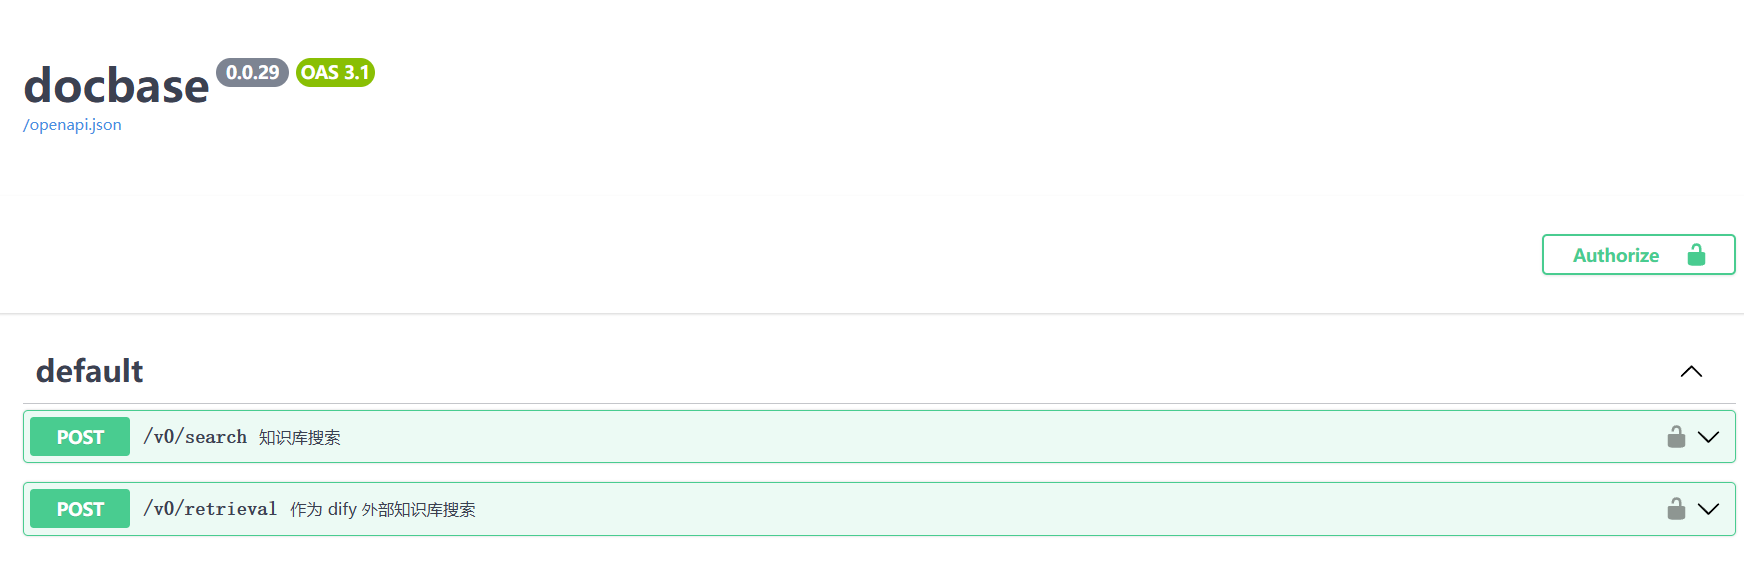 docbase 0.0.29 OAS 3.1
/openapi.json
Authorize
default
POST /v0/search 知识库搜索
POST /v0/retrieval 作为 dify 外部知识库搜索